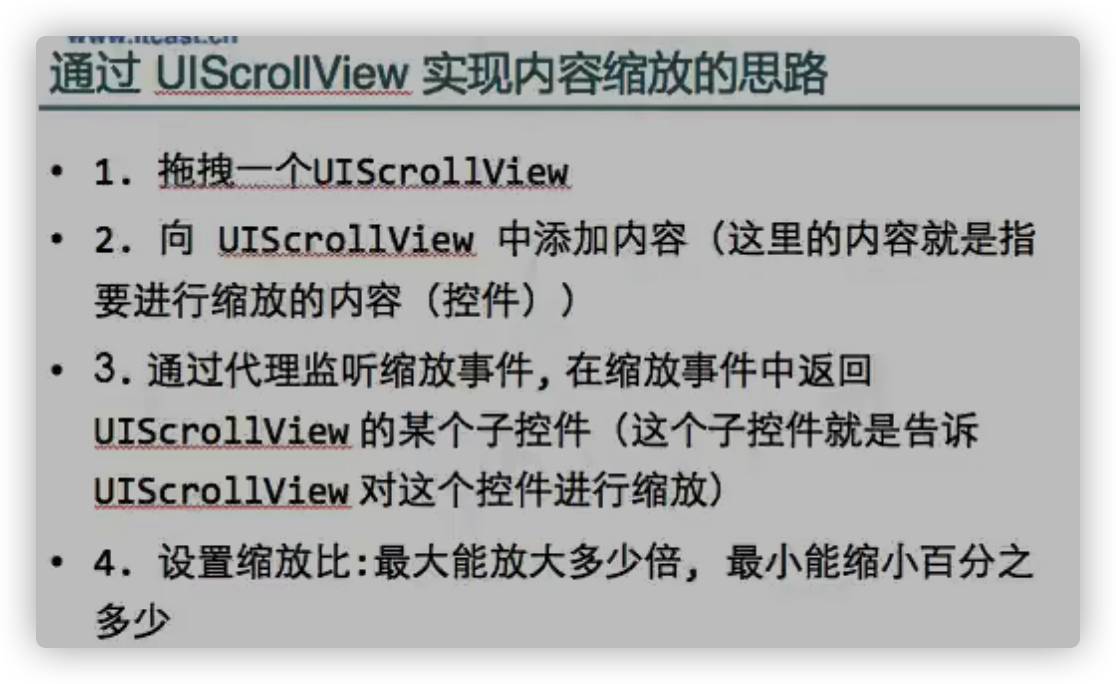 www.itcast.cn
通过 UIScrollView 实现内容缩放的思路
• 1. 拖拽一个UIScrollView
• 2. 向 UIScrollView 中添加内容（这里的内容就是指
要进行缩放的内容（控件））
• 3. 通过代理监听缩放事件, 在缩放事件中返回
UIScrollView 的某个子控件（这个子控件就是告诉
UIScrollView 对这个控件进行缩放）
• 4. 设置缩放比:最大能放大多少倍, 最小能缩小百分之
多少